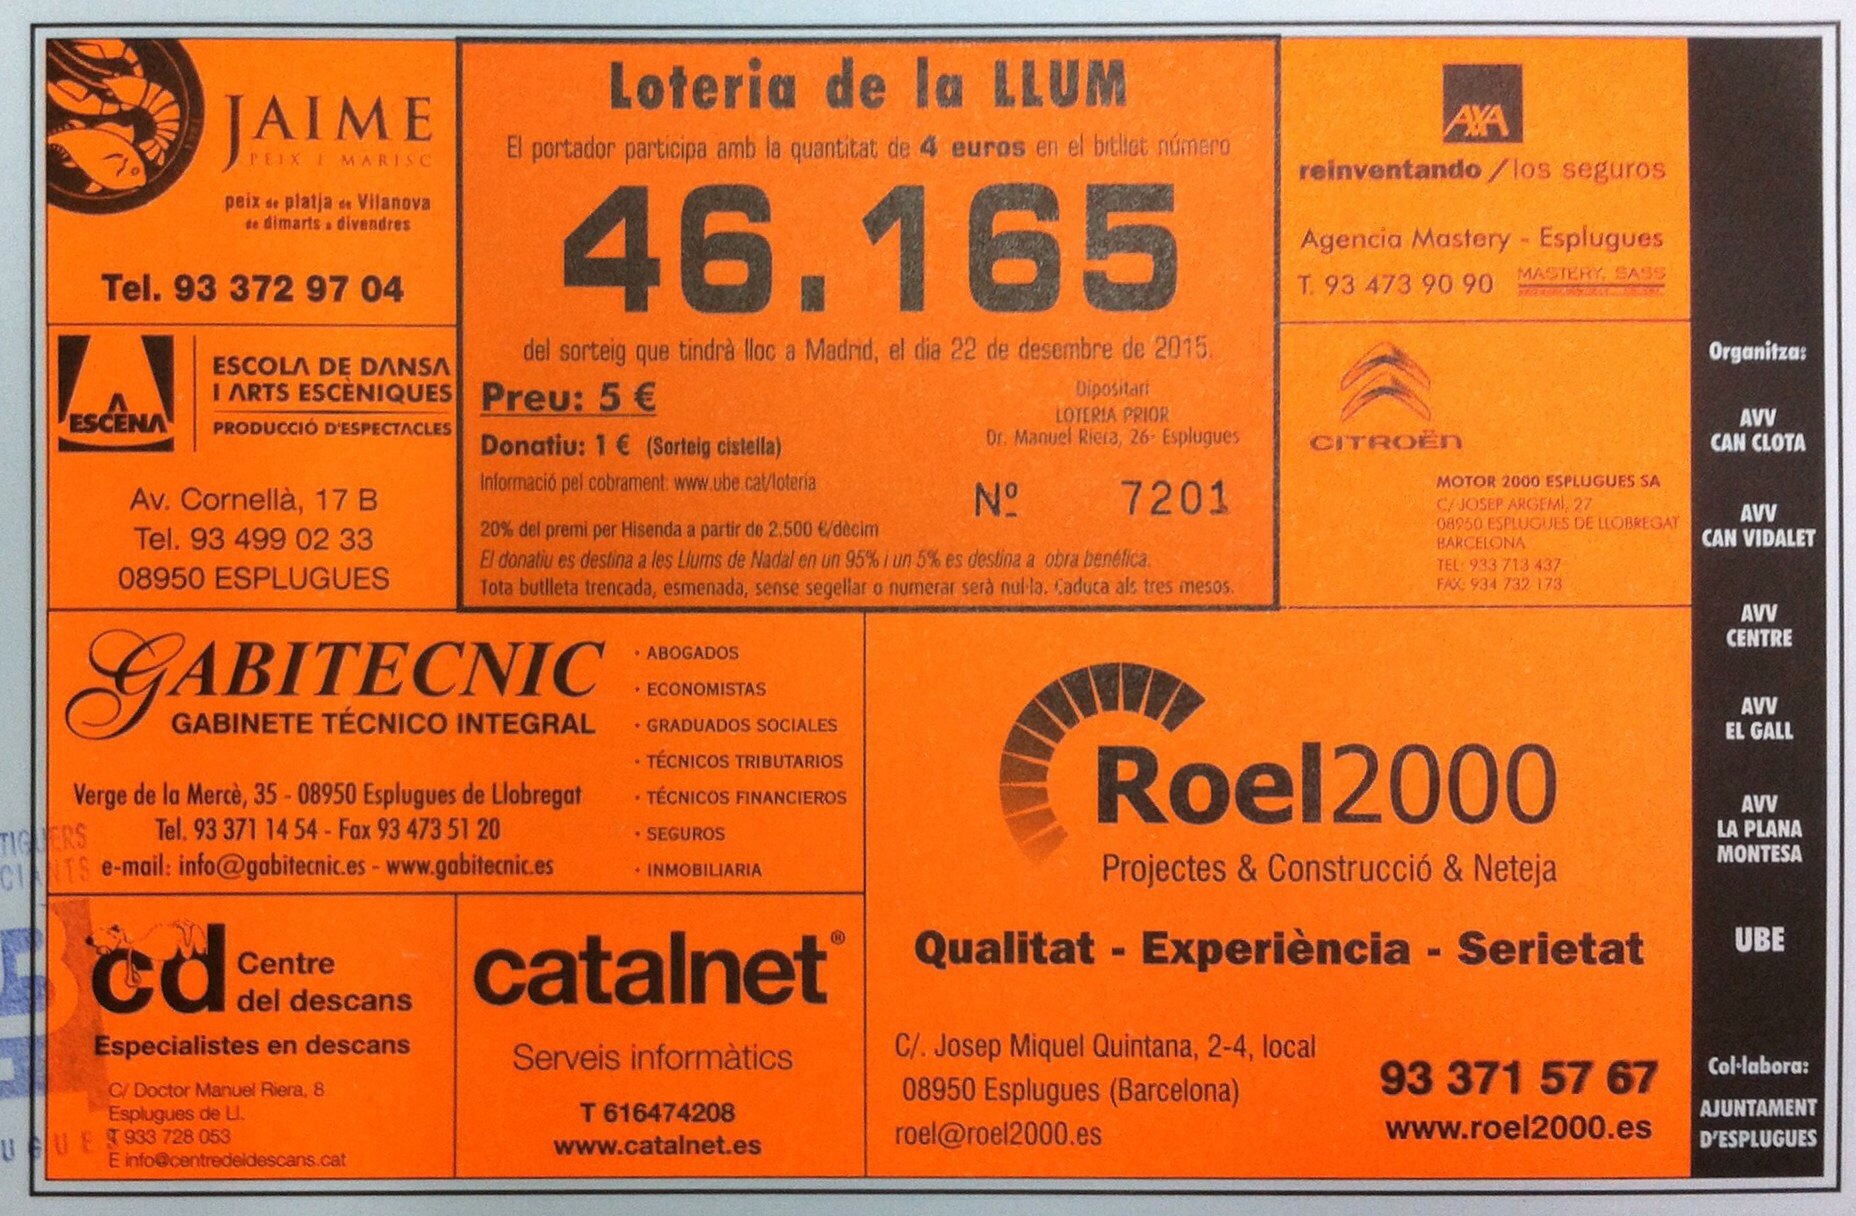 JAIME
PEIX I MARISC
peix de platja de Vilanova
de dimarts a divendres
Tel. 93 372 97 04
Loteria de la LLUM
El portador participa amb la quantitat de 4 euros en el bitllet número
46.165
del sorteig que tindrà lloc a Madrid, el dia 22 de desembre de 2015.
Preu: 5 €
Donatiu: 1 € (Sorteig cistella)
Informació pel cobrament: www.ube.cat/loteria
Dipositari
LOTERIA PRIOR
Dr. Manuel Riera, 26- Esplugues
Nº 7201
20% del premi per Hisenda a partir de 2.500 €/dècim
El donatiu es destina a les Llums de Nadal en un 95% i un 5% es destina a obra benéfica.
Tota butlleta trencada, esmenada, sense segellar o numerar serà nul·la. Caduca als tres mesos.
AXA
reinventando / los seguros
Agencia Mastery - Esplugues
T. 93 473 90 90
MASTERY, SASS
ESCENA
ESCOLA DE DANSA
I ARTS ESCÈNIQUES
PRODUCCIÓ D'ESPECTACLES
Av. Cornellà, 17 B
Tel. 93 499 02 33
08950 ESPLUGUES
CITROËN
MOTOR 2000 ESPLUGUES SA
C/ JOSEP ARGEMÍ, 27
08950 ESPLUGUES DE LLOBREGAT
BARCELONA
TEL: 933 713 437
FAX: 934 732 173
GABITECNIC
GABINETE TÉCNICO INTEGRAL
Verge de la Mercè, 35 - 08950 Esplugues de Llobregat
Tel. 93 371 14 54 - Fax 93 473 51 20
e-mail: info@gabitecnic.es - www.gabitecnic.es
· ABOGADOS
· ECONOMISTAS
· GRADUADOS SOCIALES
· TÉCNICOS TRIBUTARIOS
· TÉCNICOS FINANCIEROS
· SEGUROS
· INMOBILIARIA
Roel2000
Projectes & Construcció & Neteja
Qualitat - Experiència - Serietat
C/. Josep Miquel Quintana, 2-4, local
08950 Esplugues (Barcelona)
roel@roel2000.es
93 371 57 67
www.roel2000.es
cd Centre
del descans
Especialistes en descans
C/ Doctor Manuel Riera, 8
Esplugues de Ll.
T 933 728 053
E info@centredeldescans.cat
catalnet®
Serveis informàtics
T 616474208
www.catalnet.es
Organitza:
AVV
CAN CLOTA
AVV
CAN VIDALET
AVV
CENTRE
AVV
EL GALL
AVV
LA PLANA
MONTESA
UBE
Col·labora:
AJUNTAMENT
D'ESPLUGUES